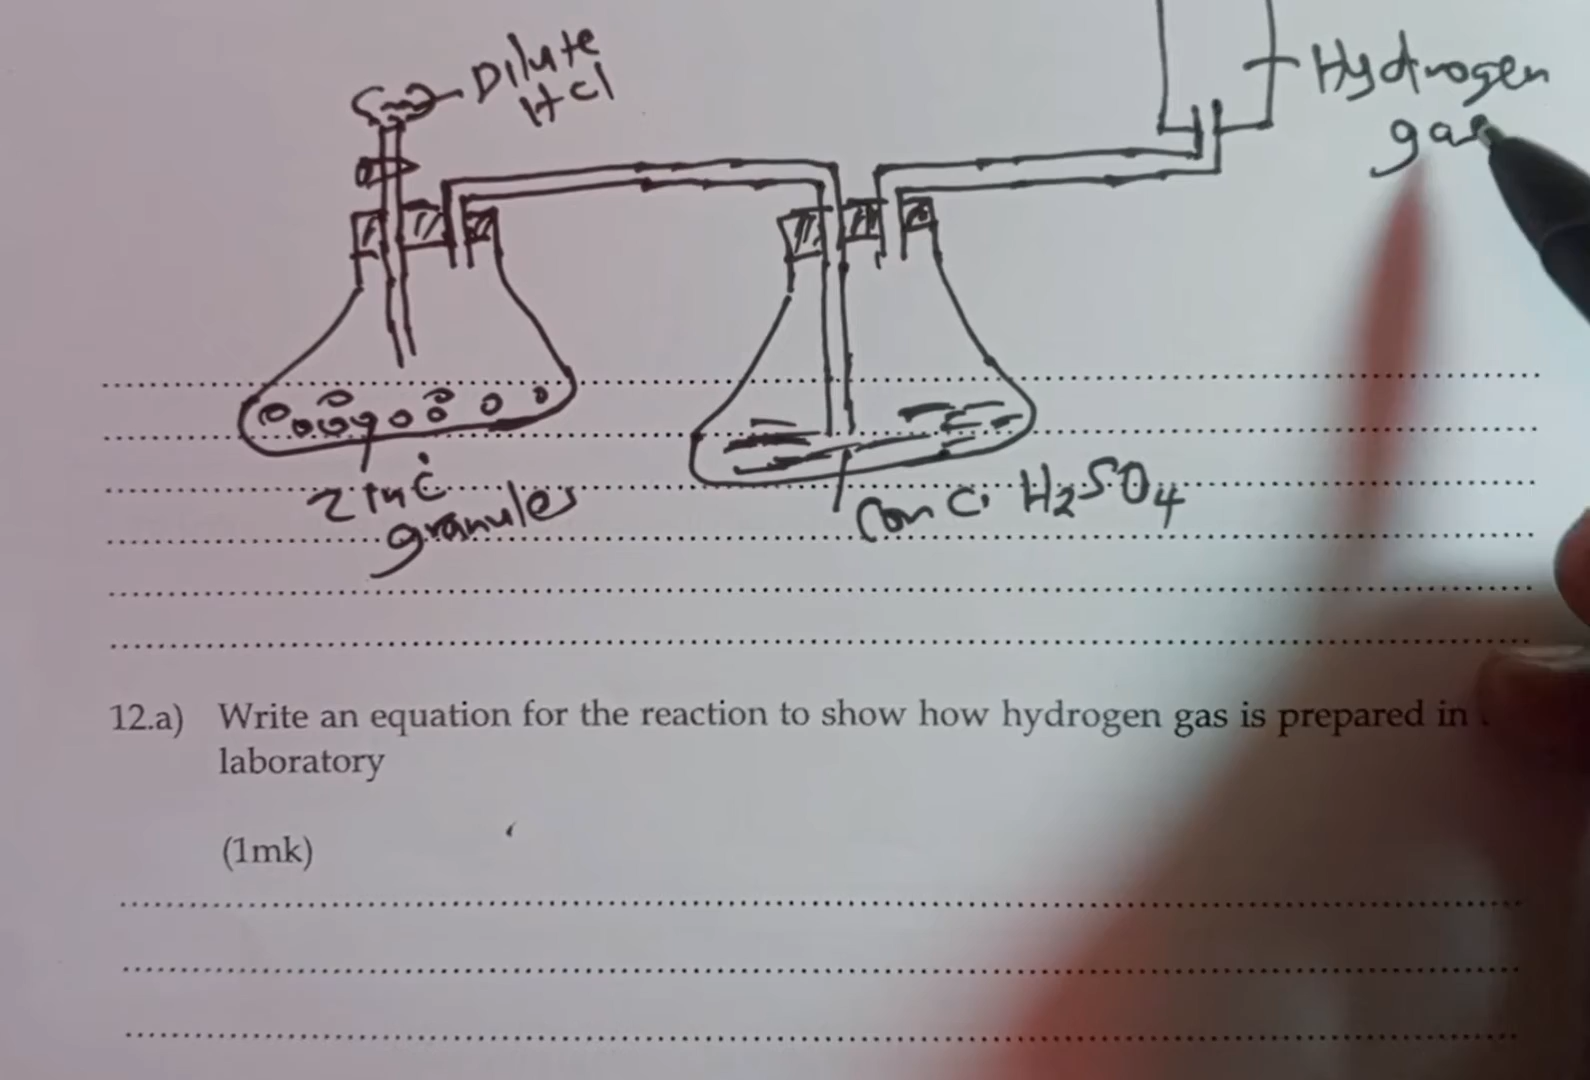 Dilute
HCl
Hydrogen
gas
Zinc
granules
Conc. H₂SO₄
12.a) Write an equation for the reaction to show how hydrogen gas is prepared in
laboratory
(1mk)